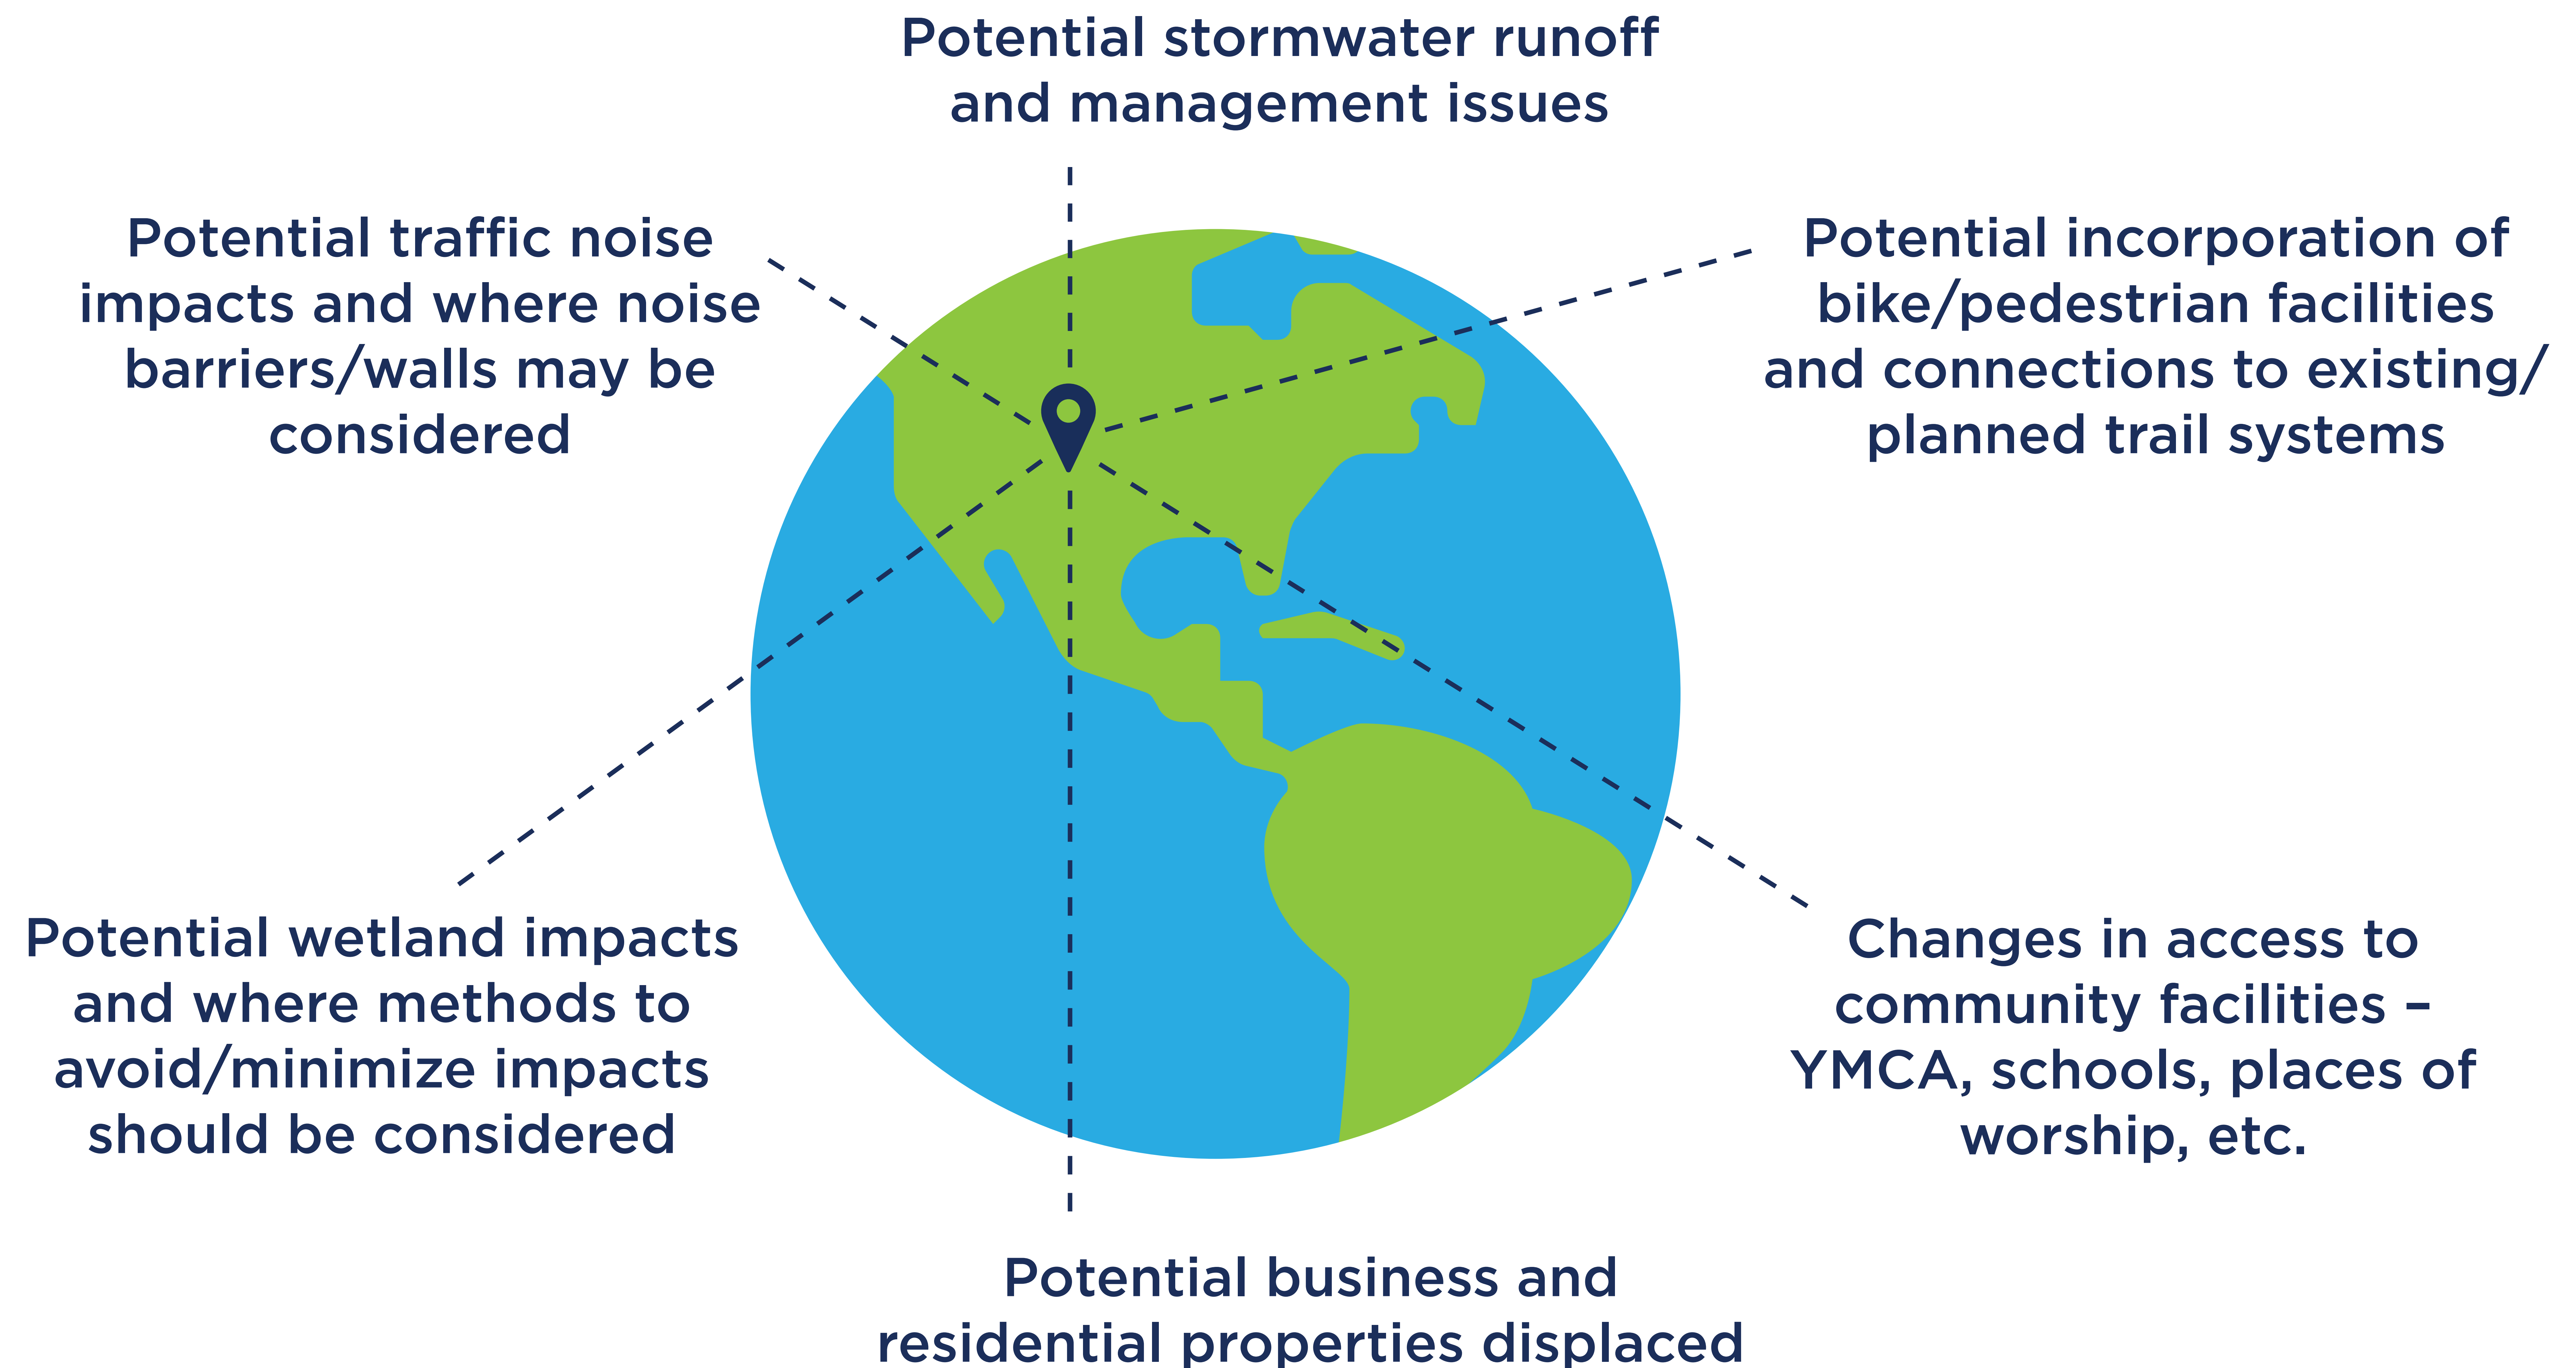 Potential stormwater runoff
and management issues
Potential traffic noise
impacts and where noise
barriers/walls may be
considered
Potential incorporation of
bike/pedestrian facilities
and connections to existing/
planned trail systems
Potential wetland impacts
and where methods to
avoid/minimize impacts
should be considered
Changes in access to
community facilities –
YMCA, schools, places of
worship, etc.
Potential business and
residential properties displaced